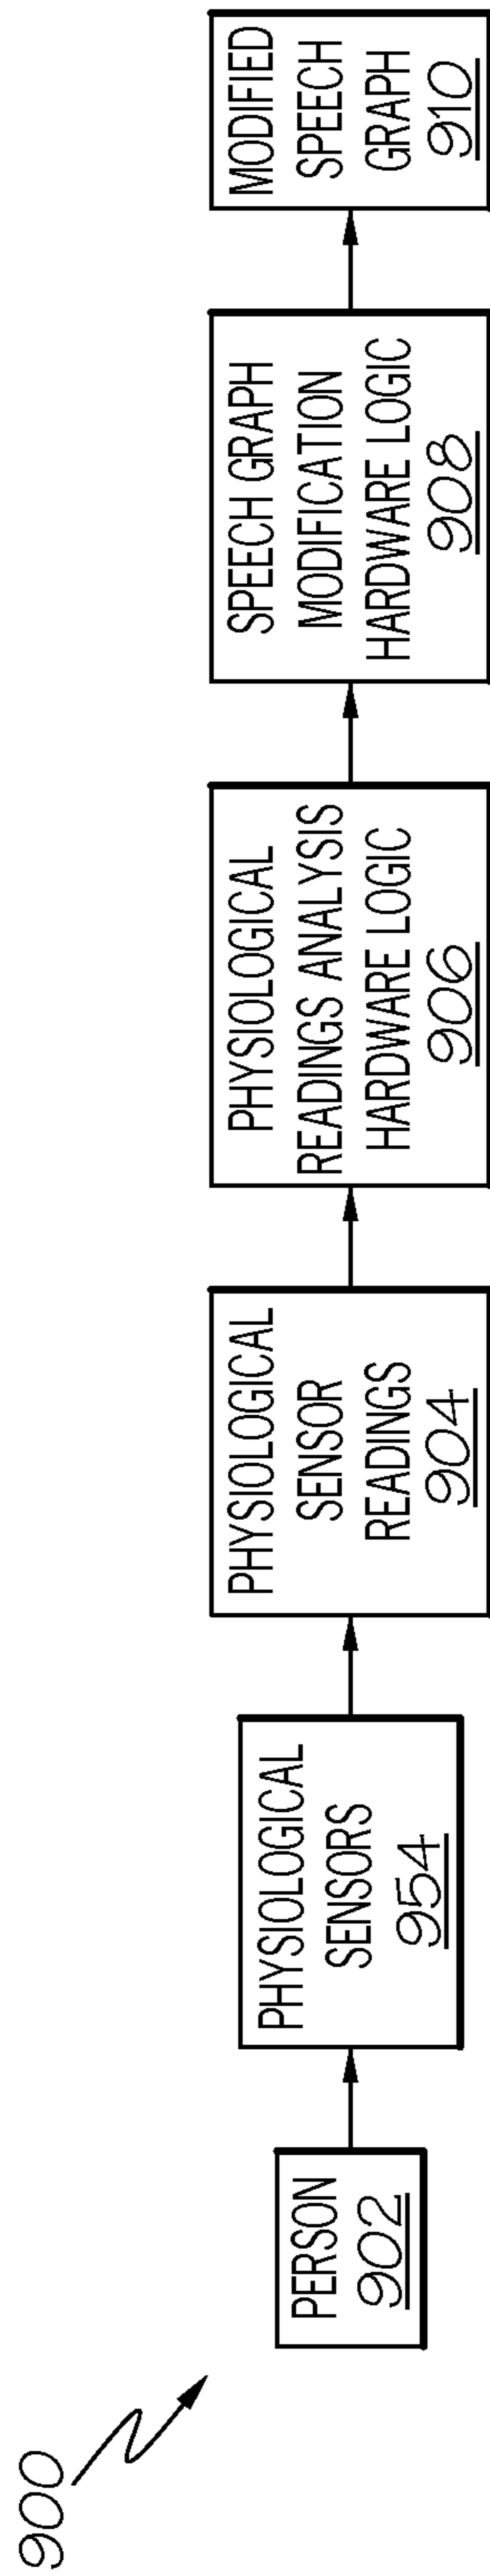 900
PERSON
902
PHYSIOLOGICAL
SENSORS
954
PHYSIOLOGICAL
SENSOR
READINGS
904
PHYSIOLOGICAL
READINGS ANALYSIS
HARDWARE LOGIC
906
SPEECH GRAPH
MODIFICATION
HARDWARE LOGIC
908
MODIFIED
SPEECH
GRAPH
910